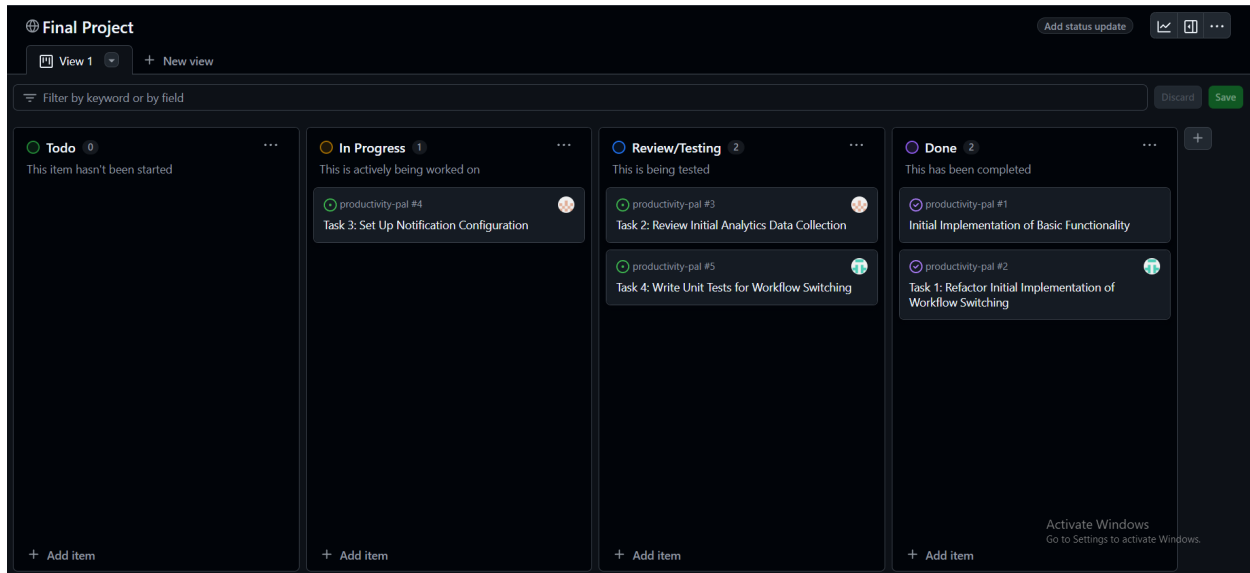 Final Project
Add status update
View 1
New view
Filter by keyword or by field
Discard
Save
Todo 0
This item hasn't been started
In Progress 1
This is actively being worked on
productivity-pal #4
Task 3: Set Up Notification Configuration
Review/Testing 2
This is being tested
productivity-pal #3
Task 2: Review Initial Analytics Data Collection
productivity-pal #5
Task 4: Write Unit Tests for Workflow Switching
Done 2
This has been completed
productivity-pal #1
Initial Implementation of Basic Functionality
productivity-pal #2
Task 1: Refactor Initial Implementation of
Workflow Switching
+ Add item
+ Add item
+ Add item
+ Add item
Activate Windows
Go to Settings to activate Windows.